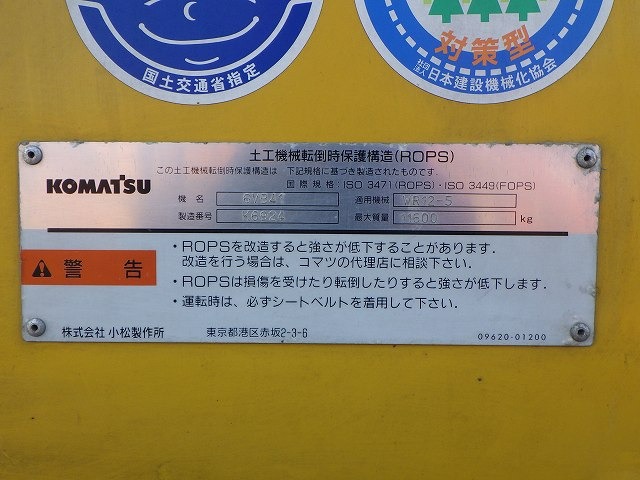 国土交通省指定
対策型
社団法人日本建設機械化協会
土工機械転倒時保護構造(ROPS)
この土工機械転倒時保護構造は 下記規格に基づき製造されたものです.
国際規格:ISO 3471(ROPS)・ISO 3449(FOPS)
KOMATSU
機名
適用機械 WR12-5
製造番号
最大質量 11600 kg
・ROPSを改造すると強さが低下することがあります.
改造を行う場合は、コマツの代理店に相談下さい.
警告
・ROPSは損傷を受けたり転倒したりすると強さが低下します.
・運転時は、必ずシートベルトを着用して下さい.
株式会社 小松製作所 東京都港区赤坂2-3-6
09620-01200